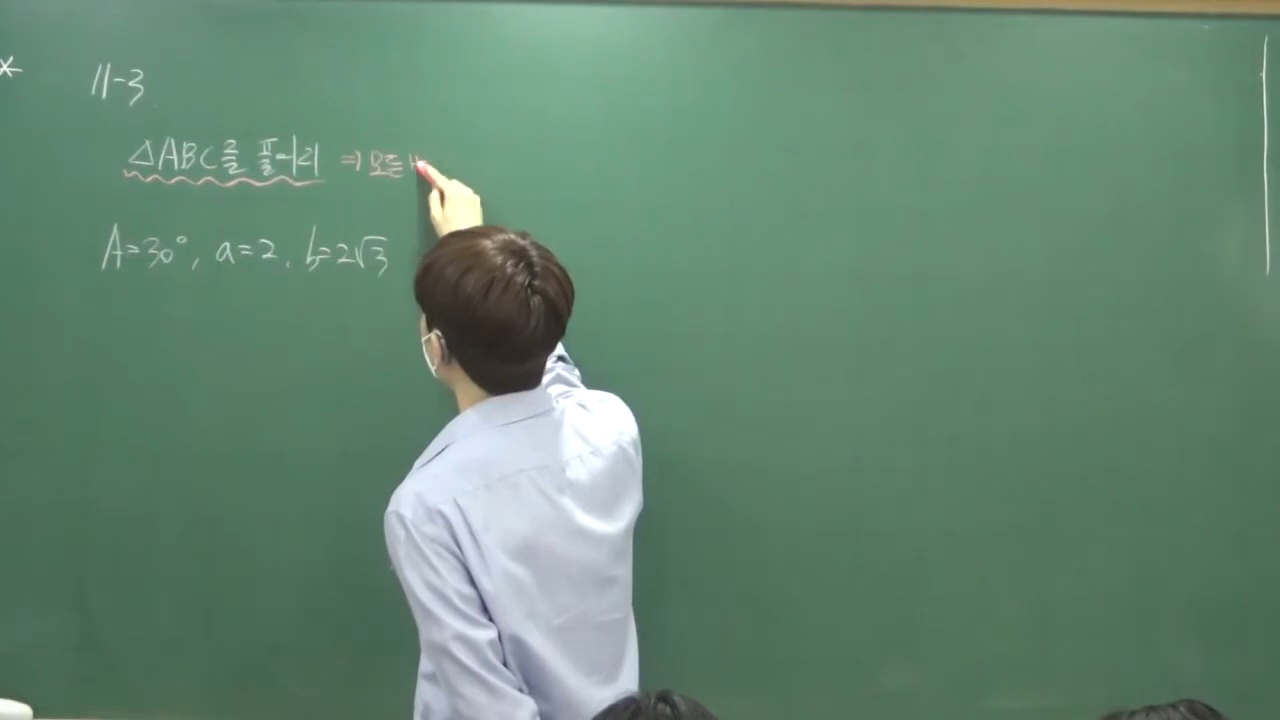 *
11-3
△ABC를 풀어라 ⇒ 모든
A=30°, a=2, b=2√3